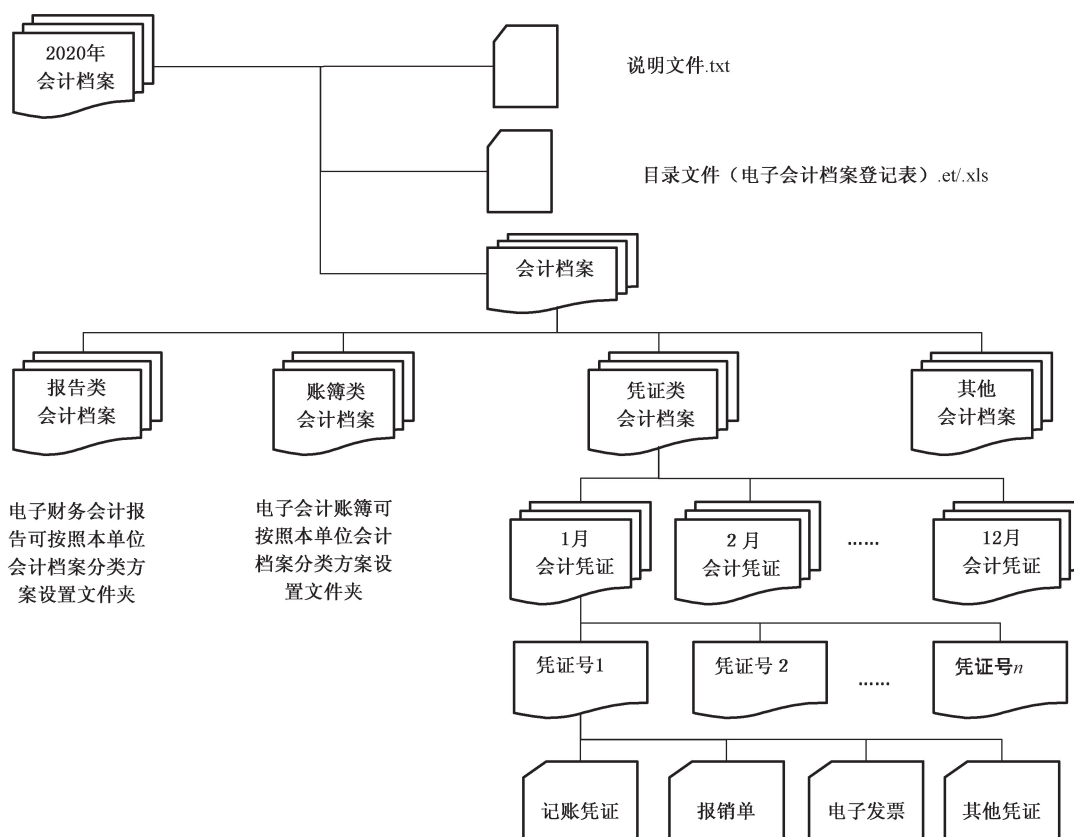 2020年
会计档案
说明文件.txt
目录文件（电子会计档案登记表）.et/.xls
会计档案
报告类
会计档案
账簿类
会计档案
凭证类
会计档案
其他
会计档案
电子财务会计报
告可按照本单位
会计档案分类方
案设置文件夹
电子会计账簿可
按照本单位会计
档案分类方案设
置文件夹
1月
会计凭证
2 月
会计凭证
……
12月
会计凭证
凭证号1
凭证号 2
……
凭证号n
记账凭证
报销单
电子发票
其他凭证